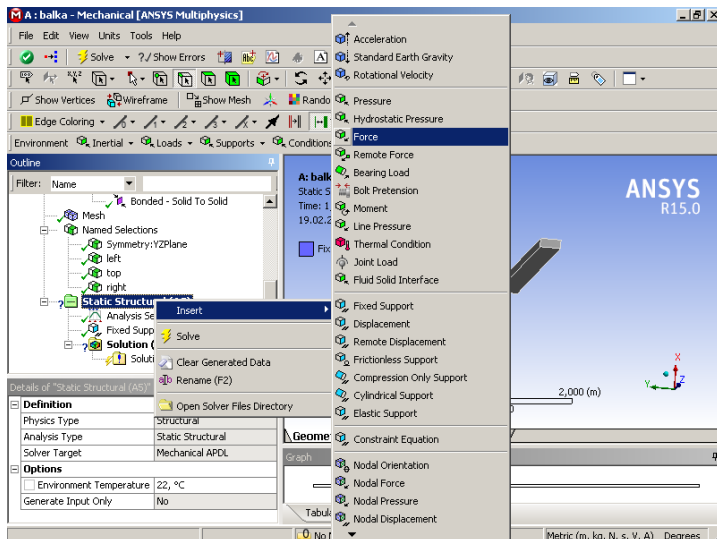 A : balka - Mechanical [ANSYS Multiphysics]
File Edit View Units Tools Help
Solve ?./ Show Errors
Show Vertices Wireframe Show Mesh Rando
Edge Coloring
Environment Inertial Loads Supports Conditions
Outline
Filter: Name
Bonded - Solid To Solid
Mesh
Named Selections
Symmetry:YZPlane
left
top
right
Static Structu
Analysis Se
Fixed Supp
Solution (
Soluti
Insert
Solve
Clear Generated Data
Rename (F2)
Open Solver Files Directory
Acceleration
Standard Earth Gravity
Rotational Velocity
Pressure
Hydrostatic Pressure
Force
Remote Force
Bearing Load
Bolt Pretension
Moment
Line Pressure
Thermal Condition
Joint Load
Fluid Solid Interface
Fixed Support
Displacement
Remote Displacement
Frictionless Support
Compression Only Support
Cylindrical Support
Elastic Support
Constraint Equation
Nodal Orientation
Nodal Force
Nodal Pressure
Nodal Displacement
A: balk
Static S
Time: 1,
19.02.2
Fix
ANSYS
R15.0
X
Y
Z
2,000 (m)
Details of "Static Structural (A5)"
Definition
Physics Type Structural
Analysis Type Static Structural
Solver Target Mechanical APDL
Options
Environment Temperature 22, °C
Generate Input Only No
Geome
Graph
Tabula
0 No M
Metric (m, kg, N, s, V, A) Degrees